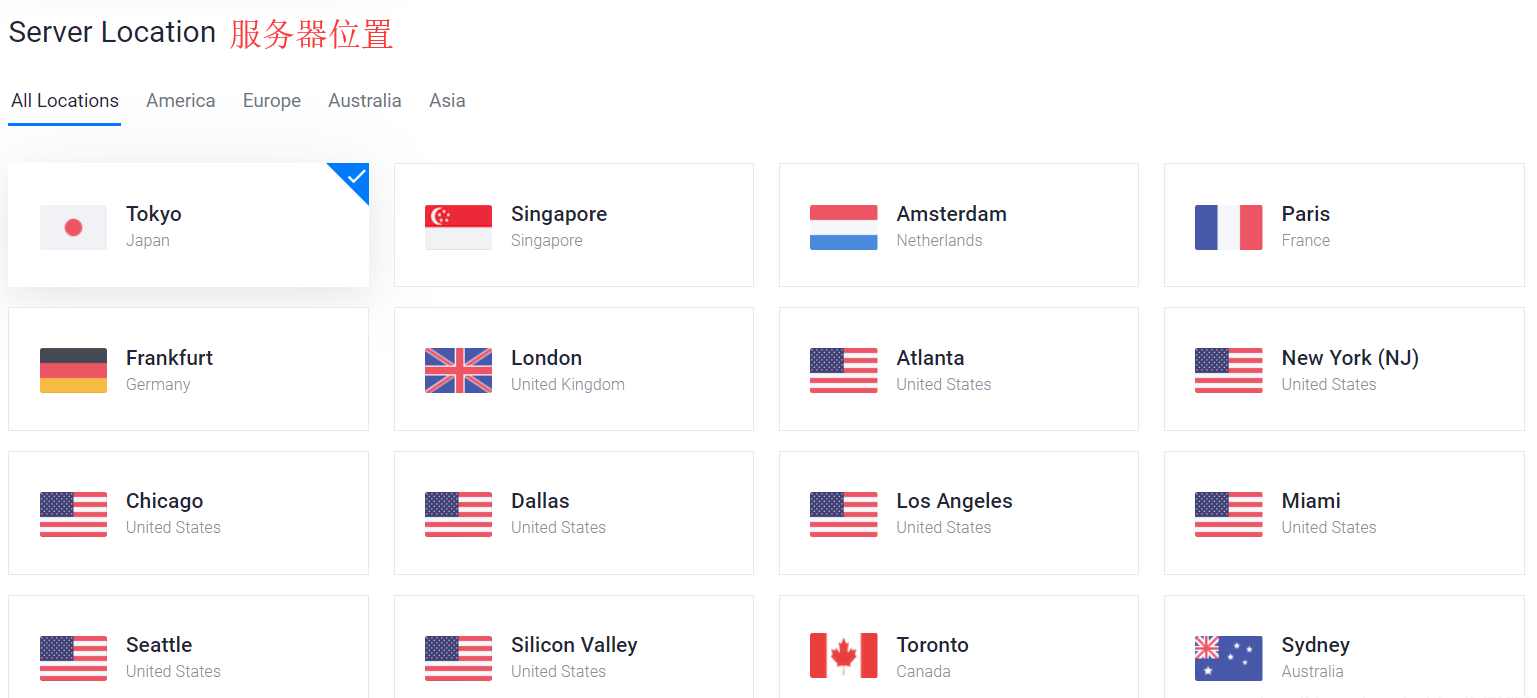 Server Location 服务器位置
All Locations America Europe Australia Asia
Tokyo
Japan
Singapore
Singapore
Amsterdam
Netherlands
Paris
France
Frankfurt
Germany
London
United Kingdom
Atlanta
United States
New York (NJ)
United States
Chicago
United States
Dallas
United States
Los Angeles
United States
Miami
United States
Seattle
United States
Silicon Valley
United States
Toronto
Canada
Sydney
Australia